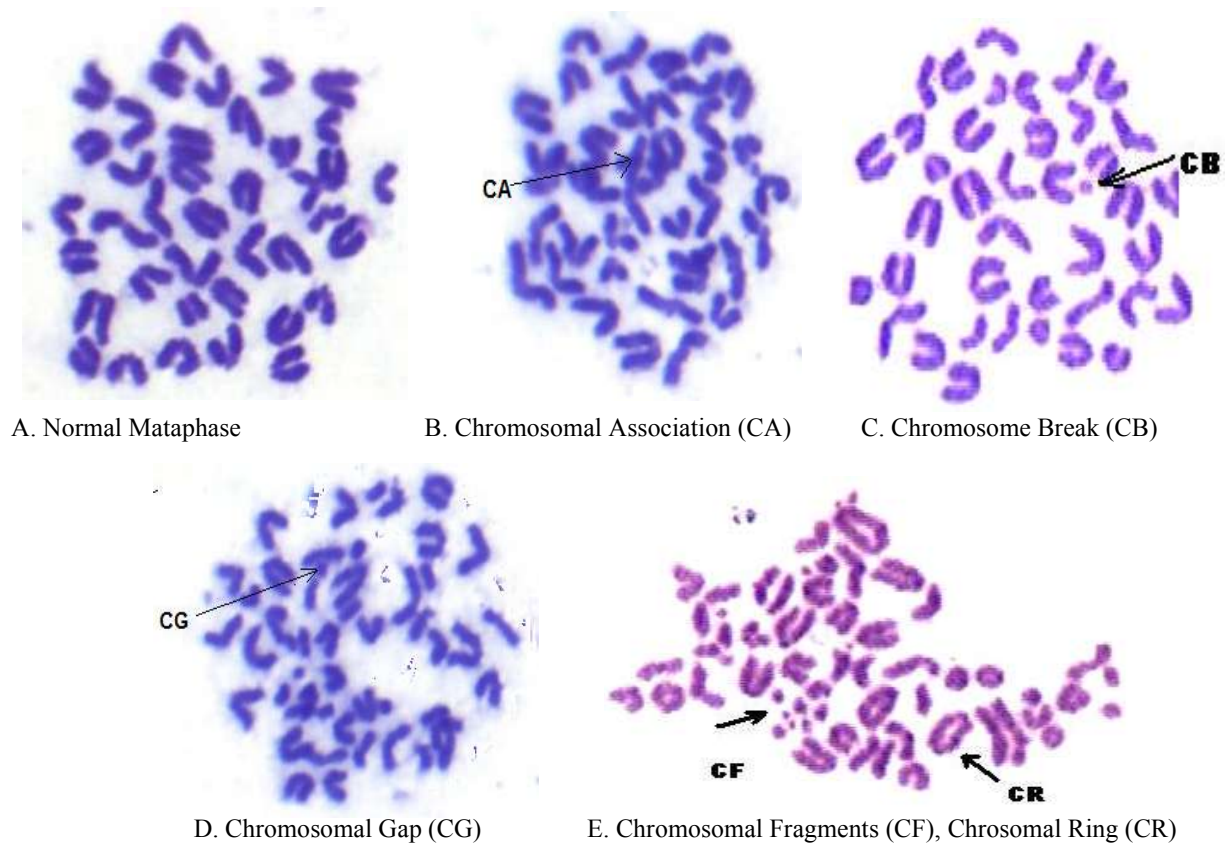 CA
CB
A. Normal Mataphase
B. Chromosomal Association (CA)
C. Chromosome Break (CB)
CG
CF
CR
D. Chromosomal Gap (CG)
E. Chromosomal Fragments (CF), Chrosomal Ring (CR)